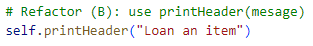 # Refactor (B): use printHeader(mesage)
self.printHeader("Loan an item")